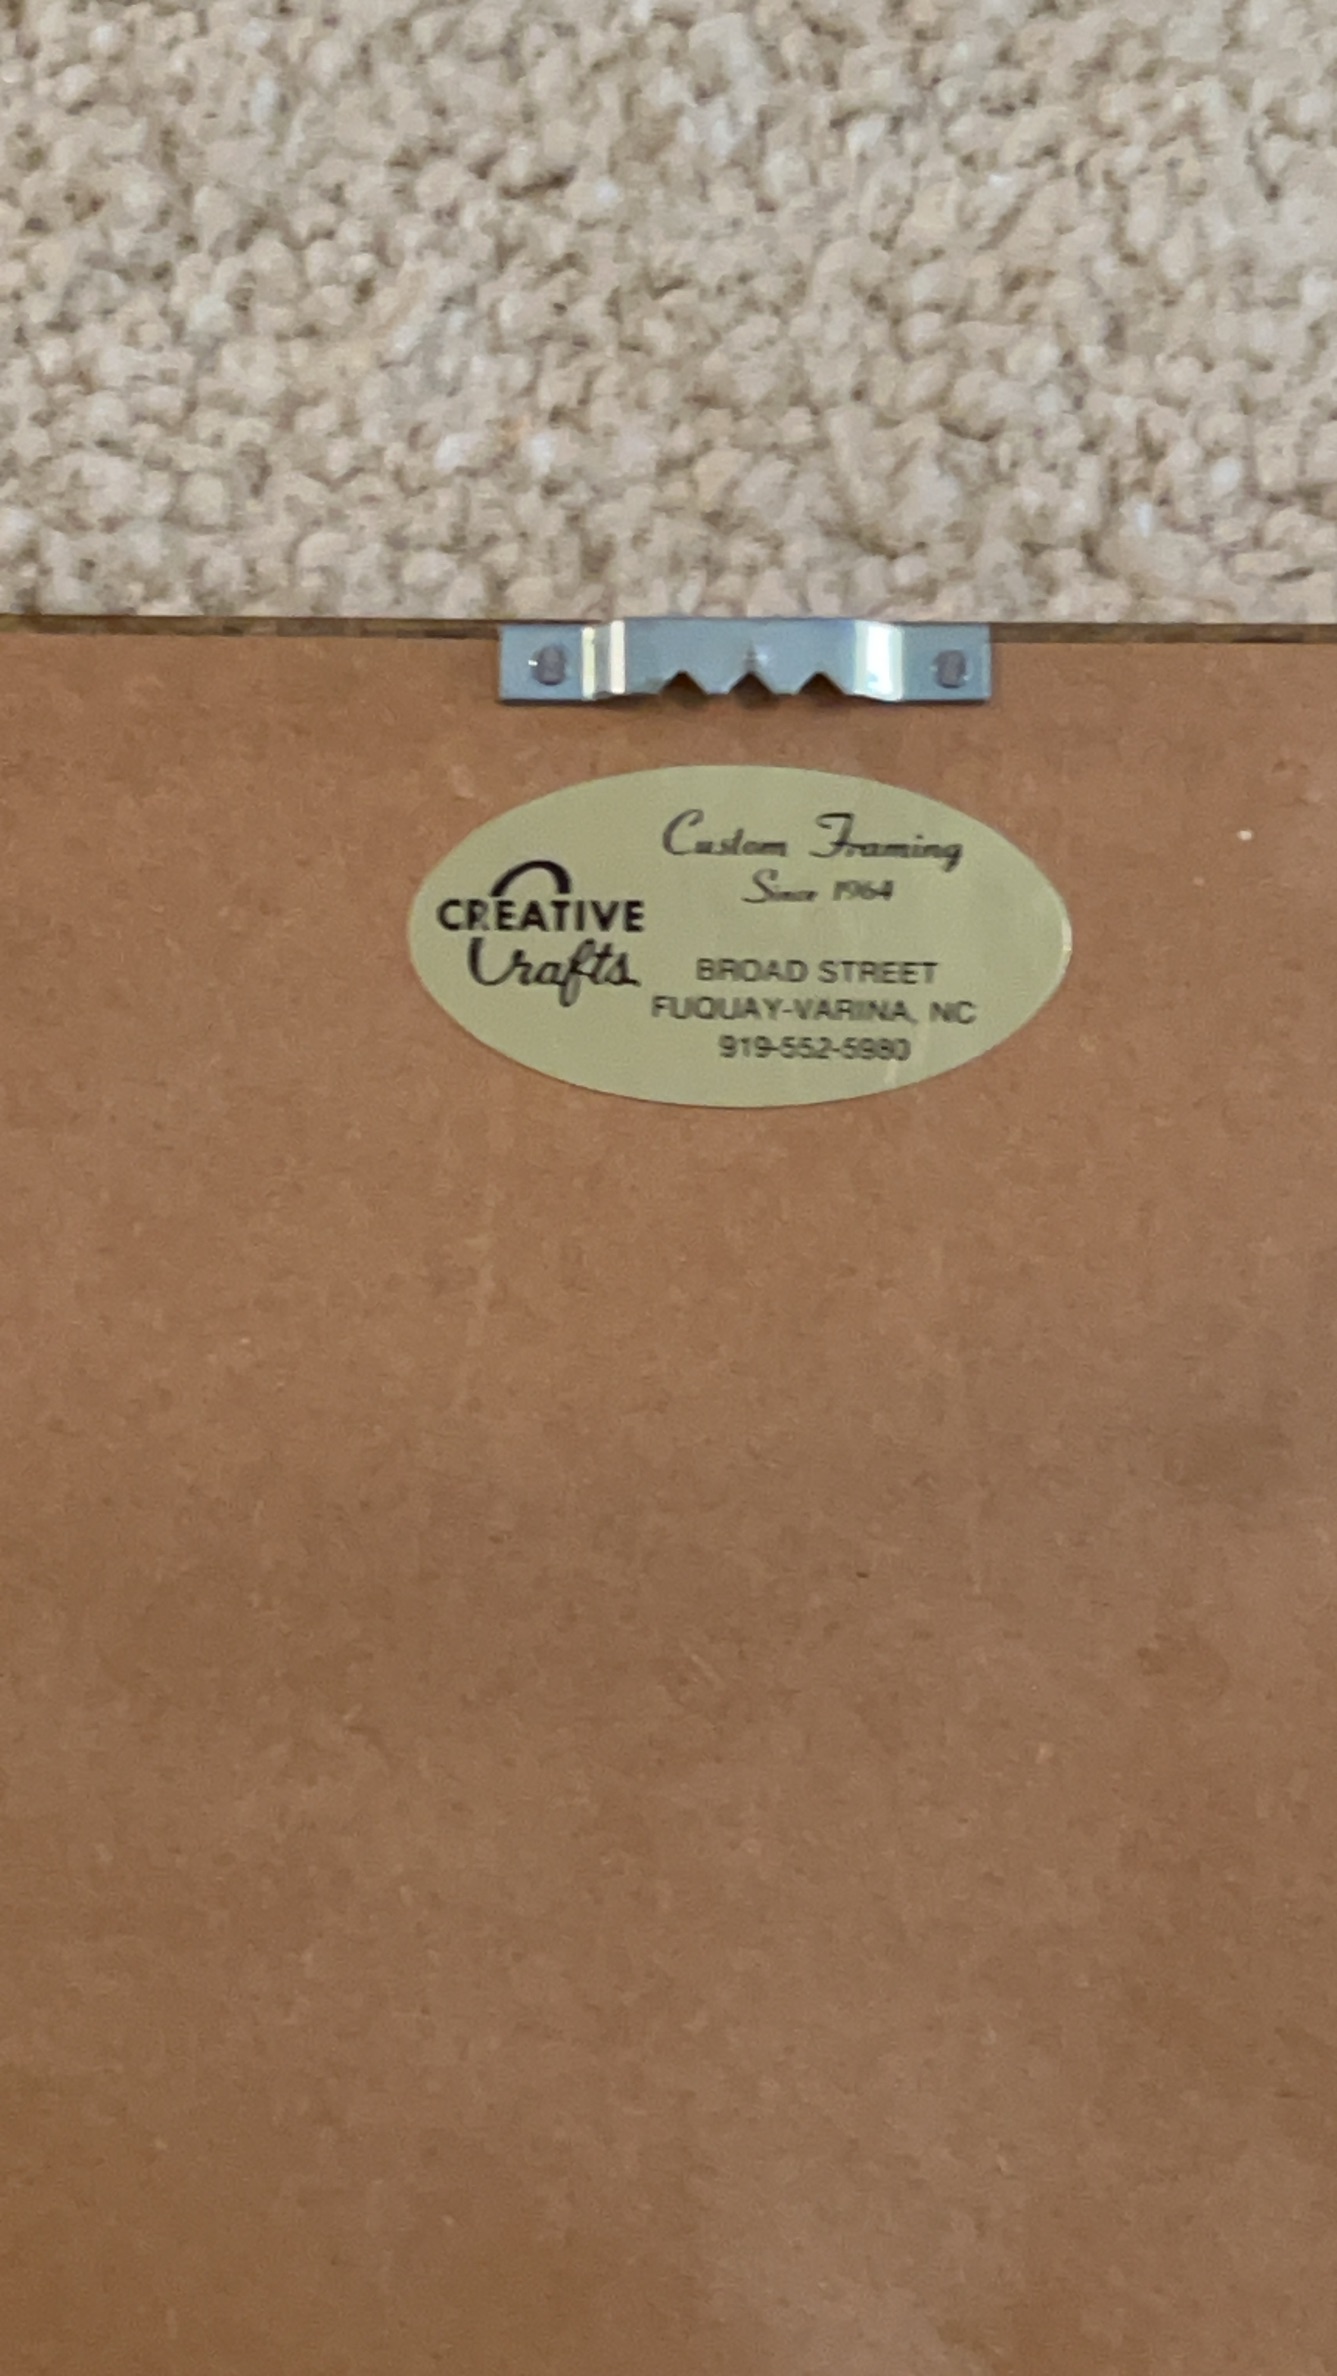 CREATIVE
Crafts
Custom Framing
Since 1964
BROAD STREET
FUQUAY-VARINA, NC
919-552-5980